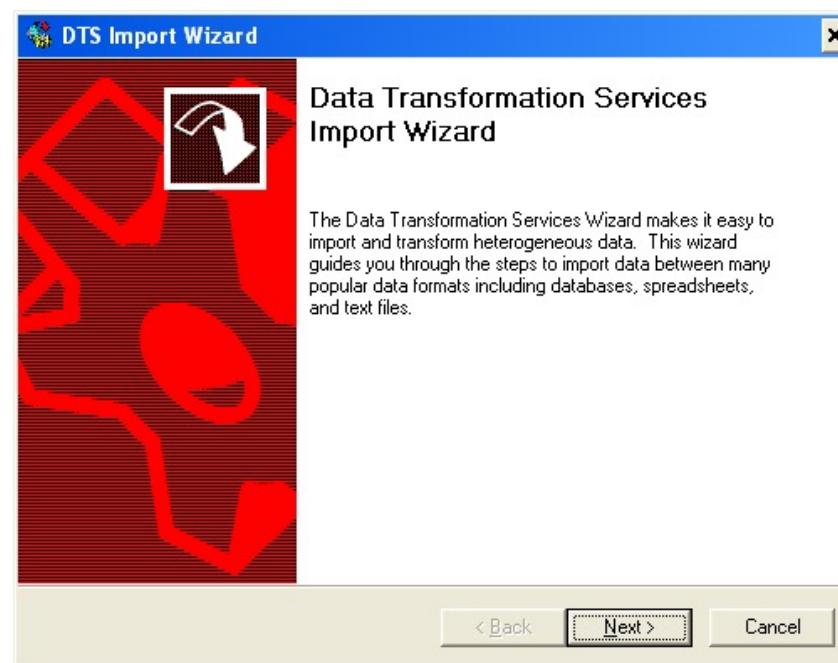 DTS Import Wizard
Data Transformation Services
Import Wizard
The Data Transformation Services Wizard makes it easy to
import and transform heterogeneous data.  This wizard
guides you through the steps to import data between many
popular data formats including databases, spreadsheets,
and text files.
< Back
Next >
Cancel